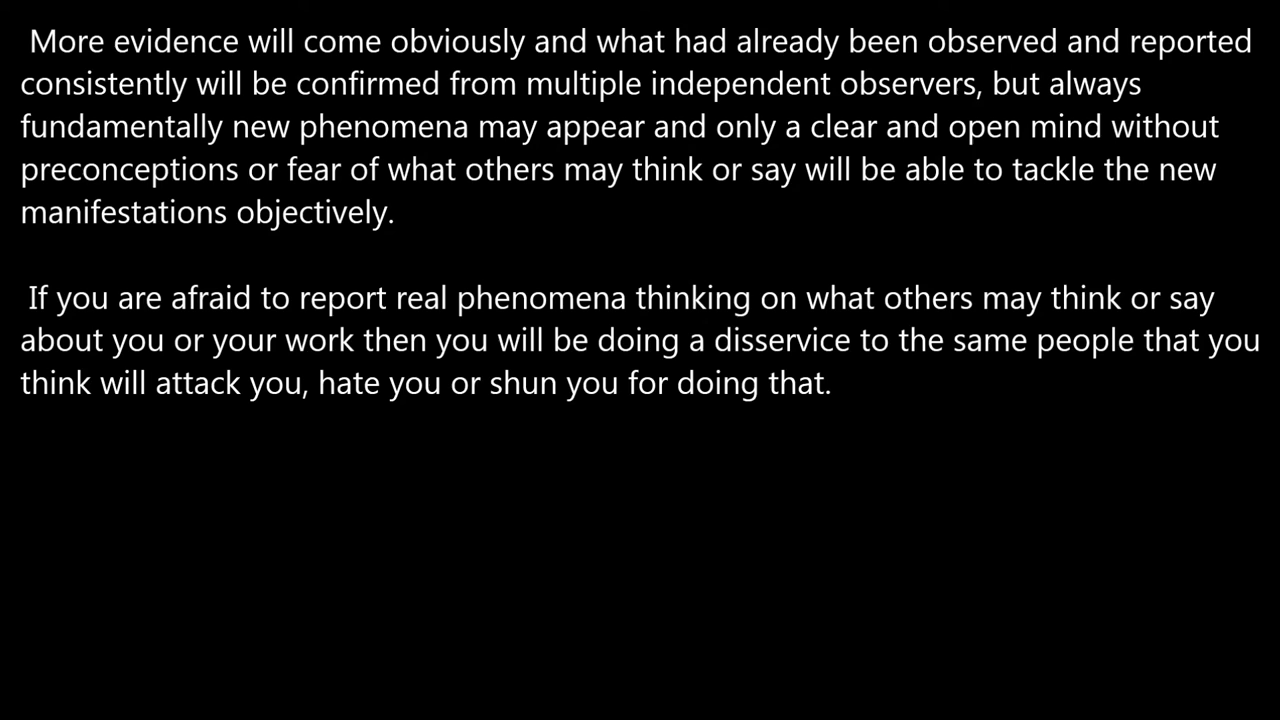 More evidence will come obviously and what had already been observed and reported
consistently will be confirmed from multiple independent observers, but always
fundamentally new phenomena may appear and only a clear and open mind without
preconceptions or fear of what others may think or say will be able to tackle the new
manifestations objectively.
If you are afraid to report real phenomena thinking on what others may think or say
about you or your work then you will be doing a disservice to the same people that you
think will attack you, hate you or shun you for doing that.